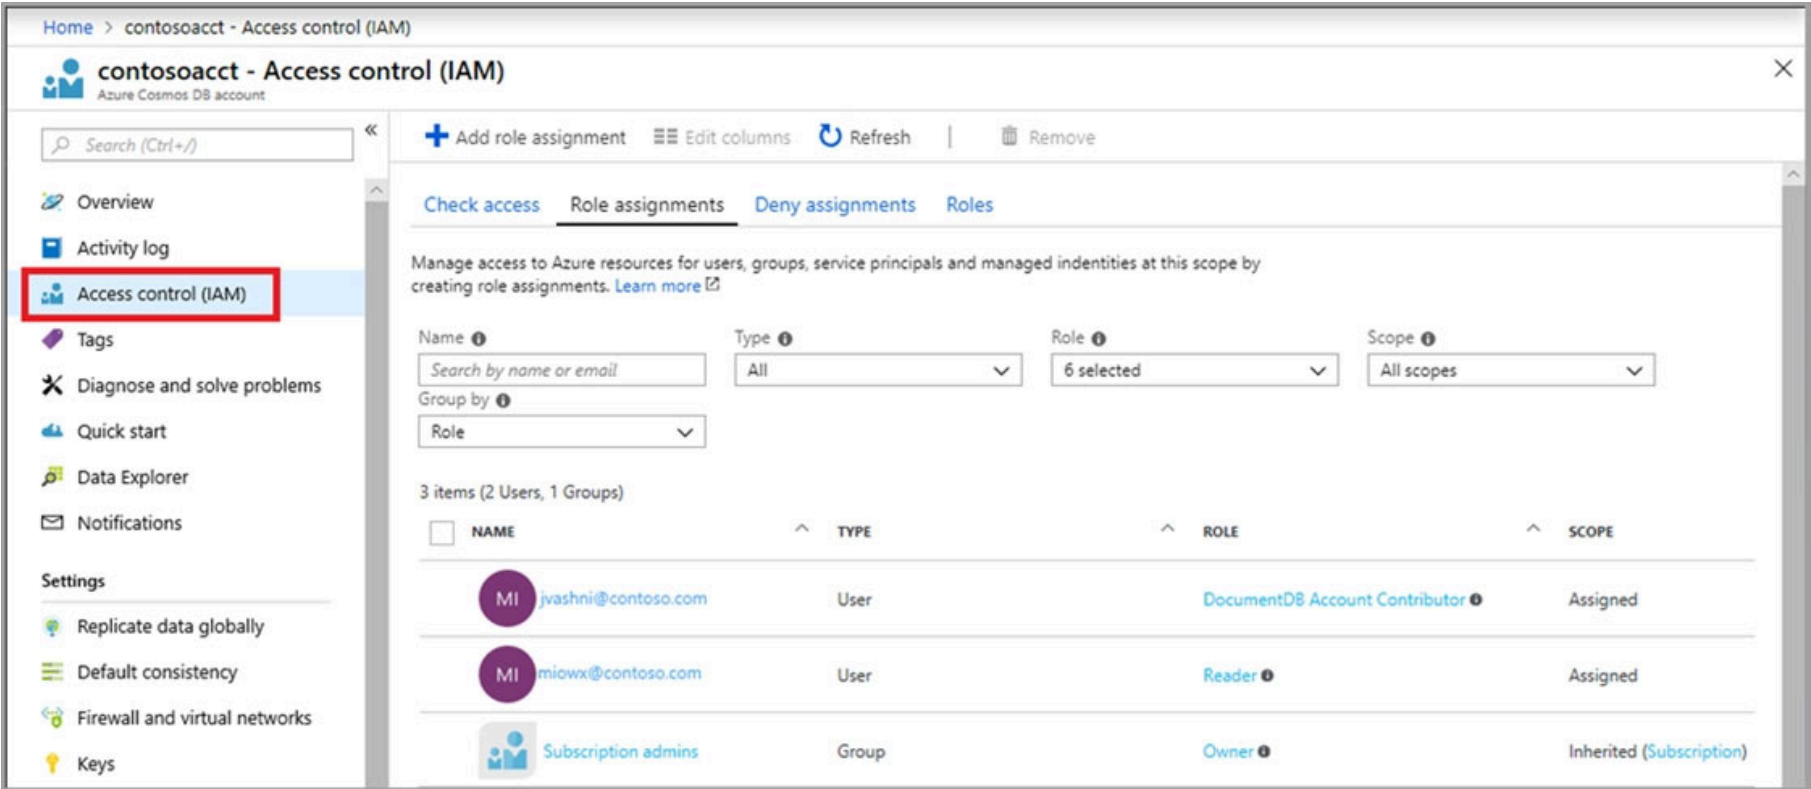 Home > contosoacct - Access control (IAM)
contosoacct - Access control (IAM)
Azure Cosmos DB account
Search (Ctrl+/)
Overview
Activity log
Access control (IAM)
Tags
Diagnose and solve problems
Quick start
Data Explorer
Notifications
Settings
Replicate data globally
Default consistency
Firewall and virtual networks
Keys
Add role assignment Edit columns Refresh | Remove
Check access Role assignments Deny assignments Roles
Manage access to Azure resources for users, groups, service principals and managed indentities at this scope by
creating role assignments. Learn more
Name Type Role Scope
Search by name or email All 6 selected All scopes
Group by
Role
3 items (2 Users, 1 Groups)
NAME TYPE ROLE SCOPE
MI jvashni@contoso.com User DocumentDB Account Contributor Assigned
MI miowx@contoso.com User Reader Assigned
Subscription admins Group Owner Inherited (Subscription)